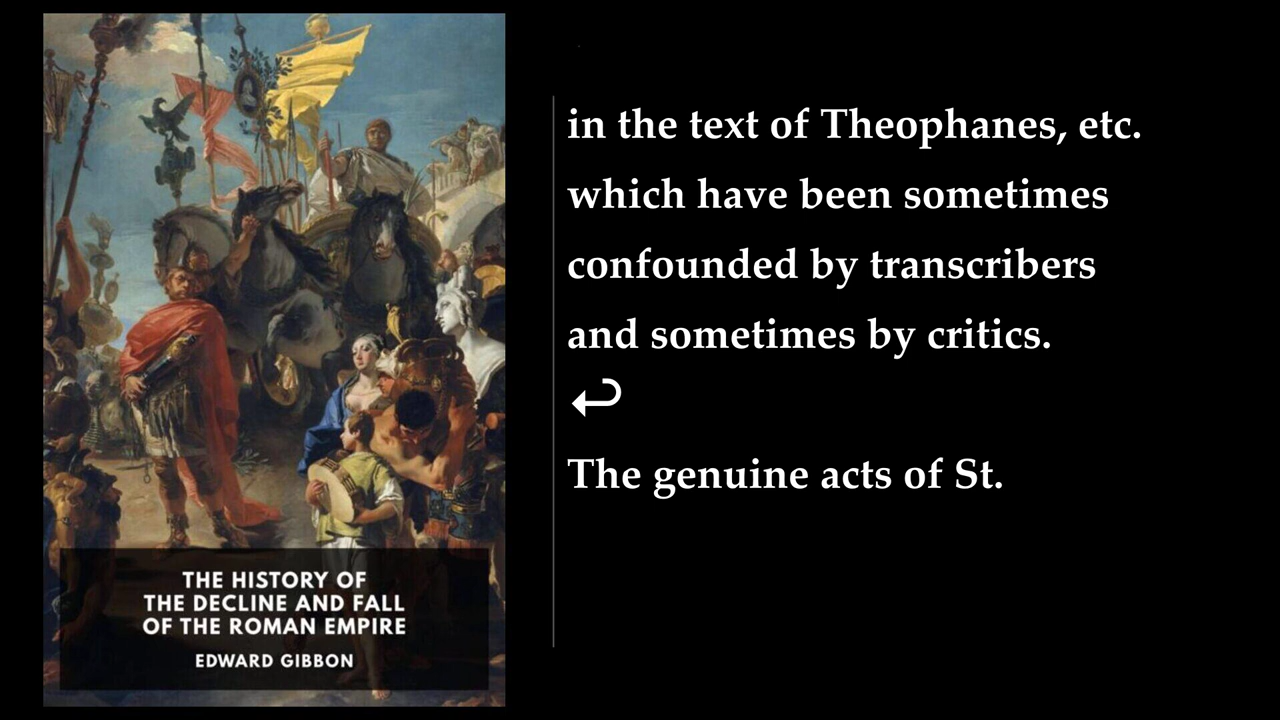 THE HISTORY OF
THE DECLINE AND FALL
OF THE ROMAN EMPIRE
EDWARD GIBBON
in the text of Theophanes, etc.
which have been sometimes
confounded by transcribers
and sometimes by critics.
↩
The genuine acts of St.